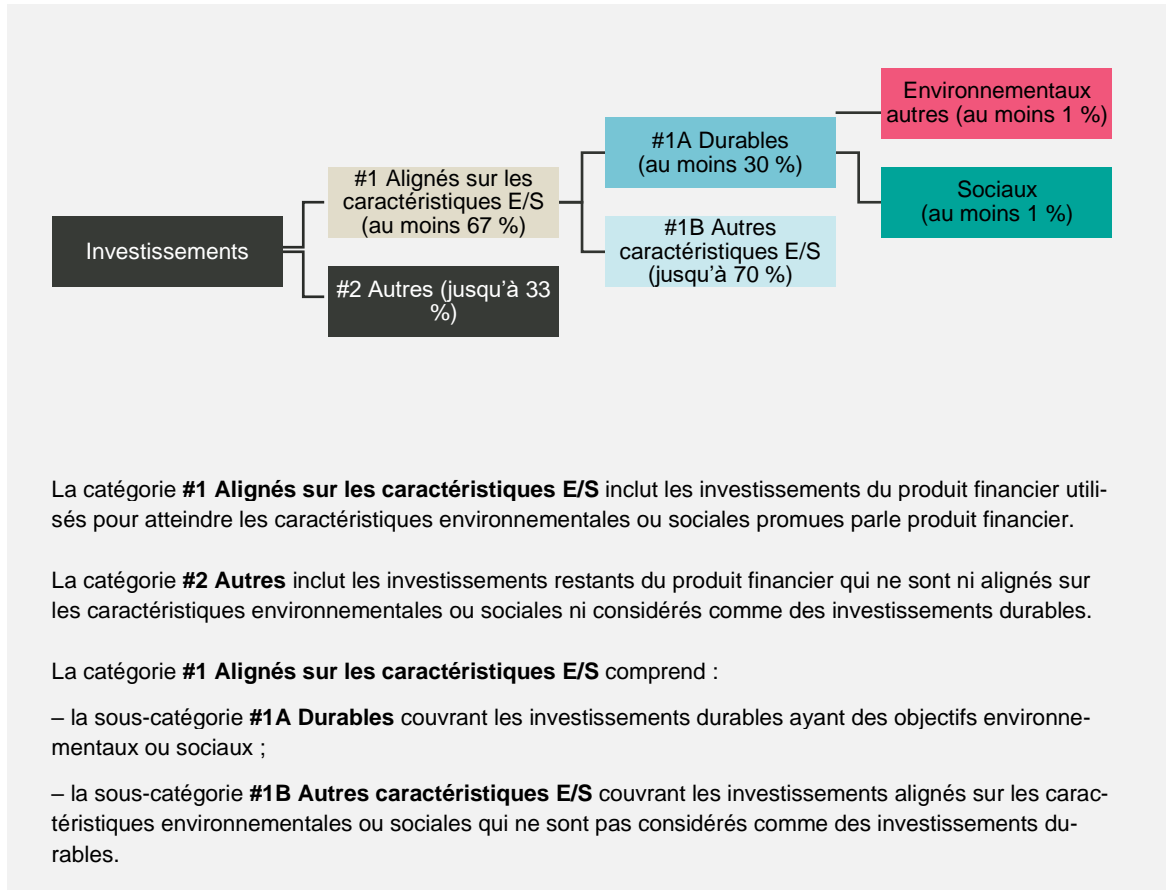 Environnementaux
autres (au moins 1 %)
#1A Durables
(au moins 30 %)
#1 Alignés sur les
caractéristiques E/S
(au moins 67 %)
Sociaux
(au moins 1 %)
#1B Autres
caractéristiques E/S
(jusqu'à 70 %)
Investissements
#2 Autres (jusqu'à 33
%)
La catégorie #1 Alignés sur les caractéristiques E/S inclut les investissements du produit financier utili-
sés pour atteindre les caractéristiques environnementales ou sociales promues parle produit financier.
La catégorie #2 Autres inclut les investissements restants du produit financier qui ne sont ni alignés sur
les caractéristiques environnementales ou sociales ni considérés comme des investissements durables.
La catégorie #1 Alignés sur les caractéristiques E/S comprend :
– la sous-catégorie #1A Durables couvrant les investissements durables ayant des objectifs environne-
mentaux ou sociaux ;
– la sous-catégorie #1B Autres caractéristiques E/S couvrant les investissements alignés sur les carac-
téristiques environnementales ou sociales qui ne sont pas considérés comme des investissements du-
rables.